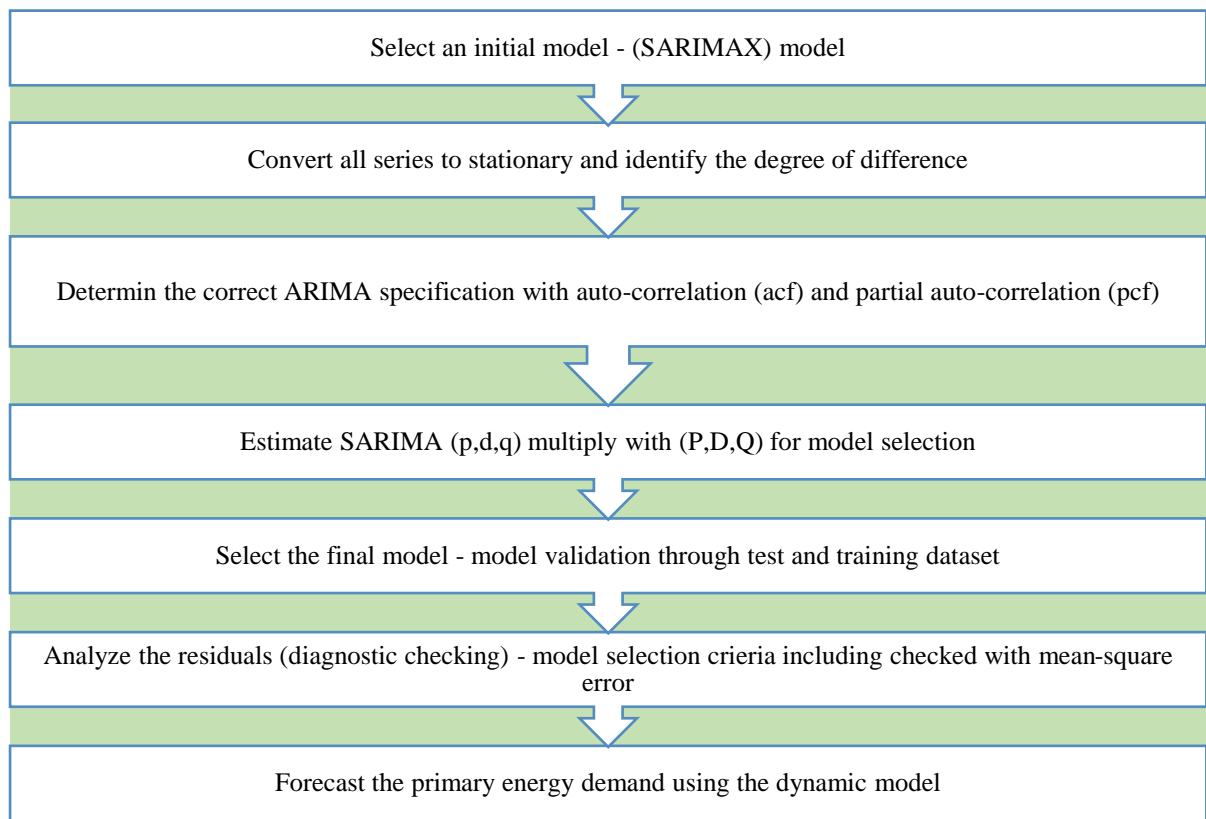 Select an initial model - (SARIMAX) model
Convert all series to stationary and identify the degree of difference
Determin the correct ARIMA specification with auto-correlation (acf) and partial auto-correlation (pcf)
Estimate SARIMA (p,d,q) multiply with (P,D,Q) for model selection
Select the final model - model validation through test and training dataset
Analyze the residuals (diagnostic checking) - model selection crieria including checked with mean-square
error
Forecast the primary energy demand using the dynamic model